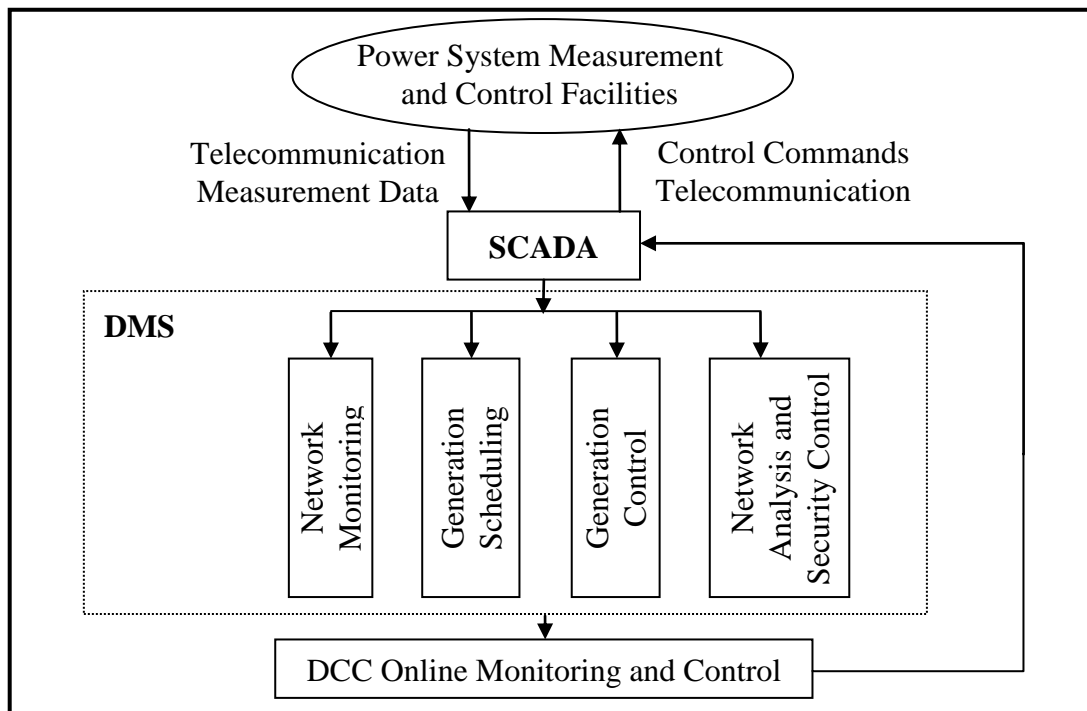 Power System Measurement
and Control Facilities
Telecommunication
Measurement Data
Control Commands
Telecommunication
SCADA
DMS
Network
Monitoring
Generation
Scheduling
Generation
Control
Network
Analysis and
Security Control
DCC Online Monitoring and Control